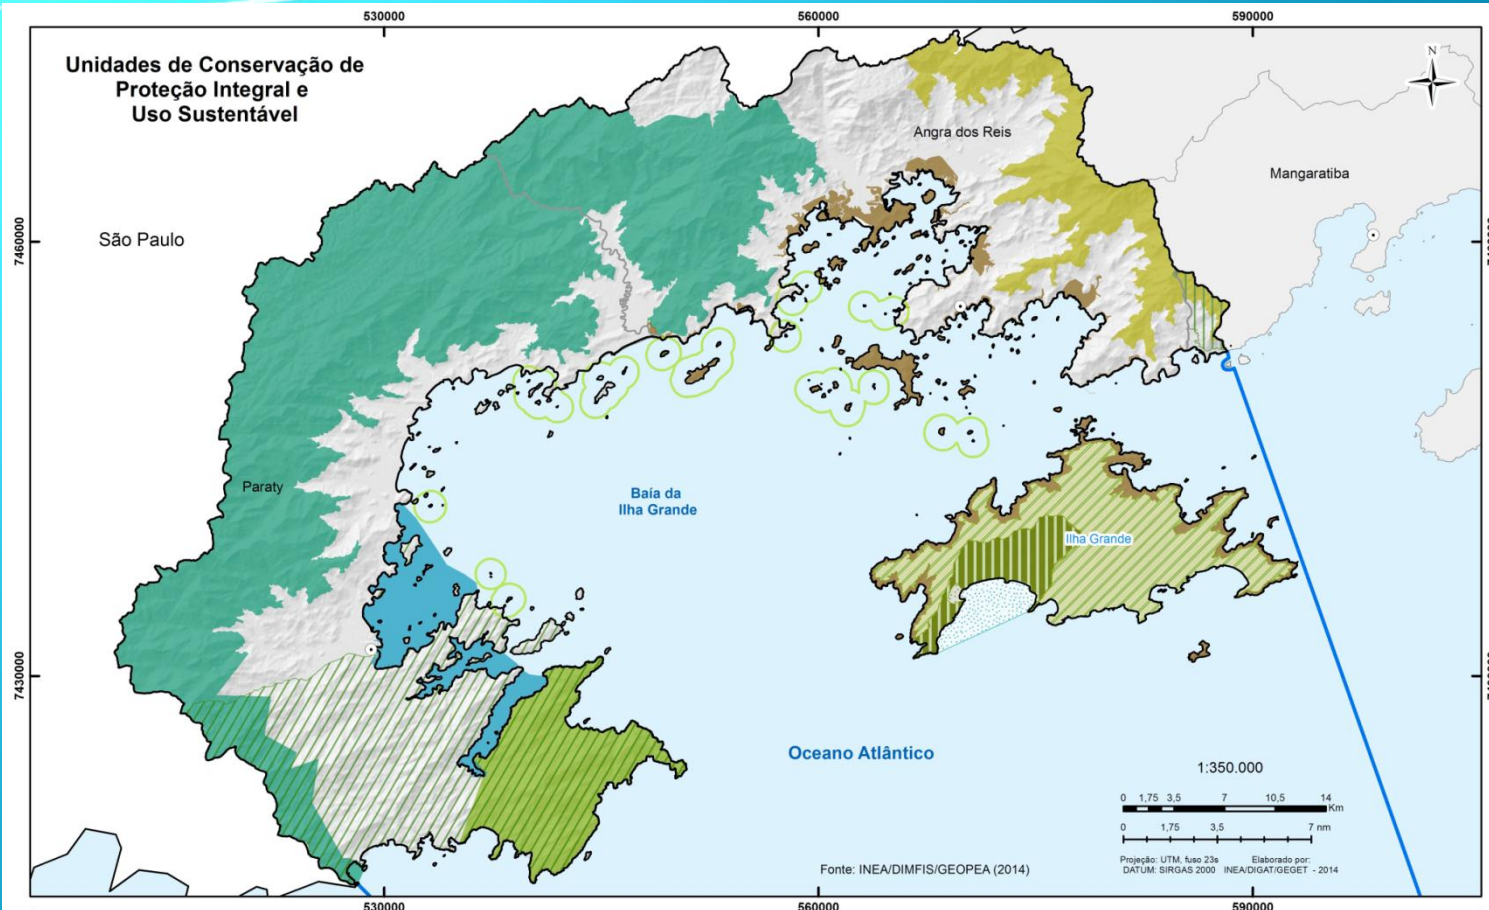 530000
560000
590000
Unidades de Conservação de
Proteção Integral e
Uso Sustentável
N
Angra dos Reis
Mangaratiba
São Paulo
7460000
Paraty
Baía da
Ilha Grande
Ilha Grande
7430000
Oceano Atlântico
1:350.000
0 1,75 3,5 7 10,5 14
Km
0 1,75 3,5 7 nm
Projeção: UTM, fuso 23s Elaborado por:
DATUM: SIRGAS 2000 INEA/DIGAT/GEGET - 2014
Fonte: INEA/DIMFIS/GEOPEA (2014)
530000
560000
590000